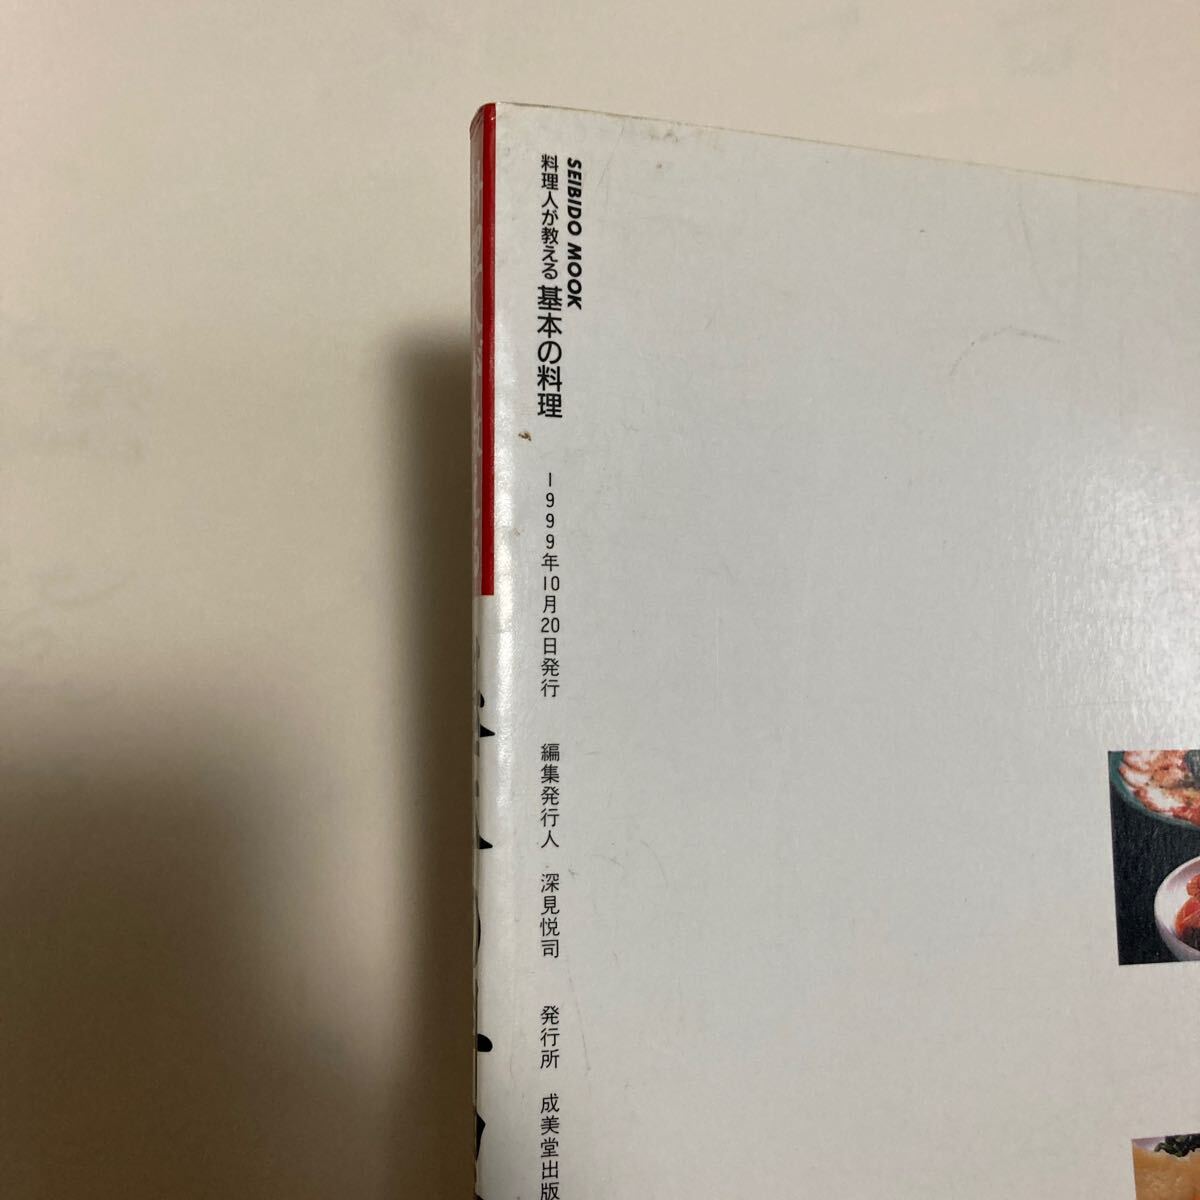 SEIBIDO MOOK
料理人が教える 基本の料理
1999年10月20日発行 編集発行人 深見悦司 発行所 成美堂出版